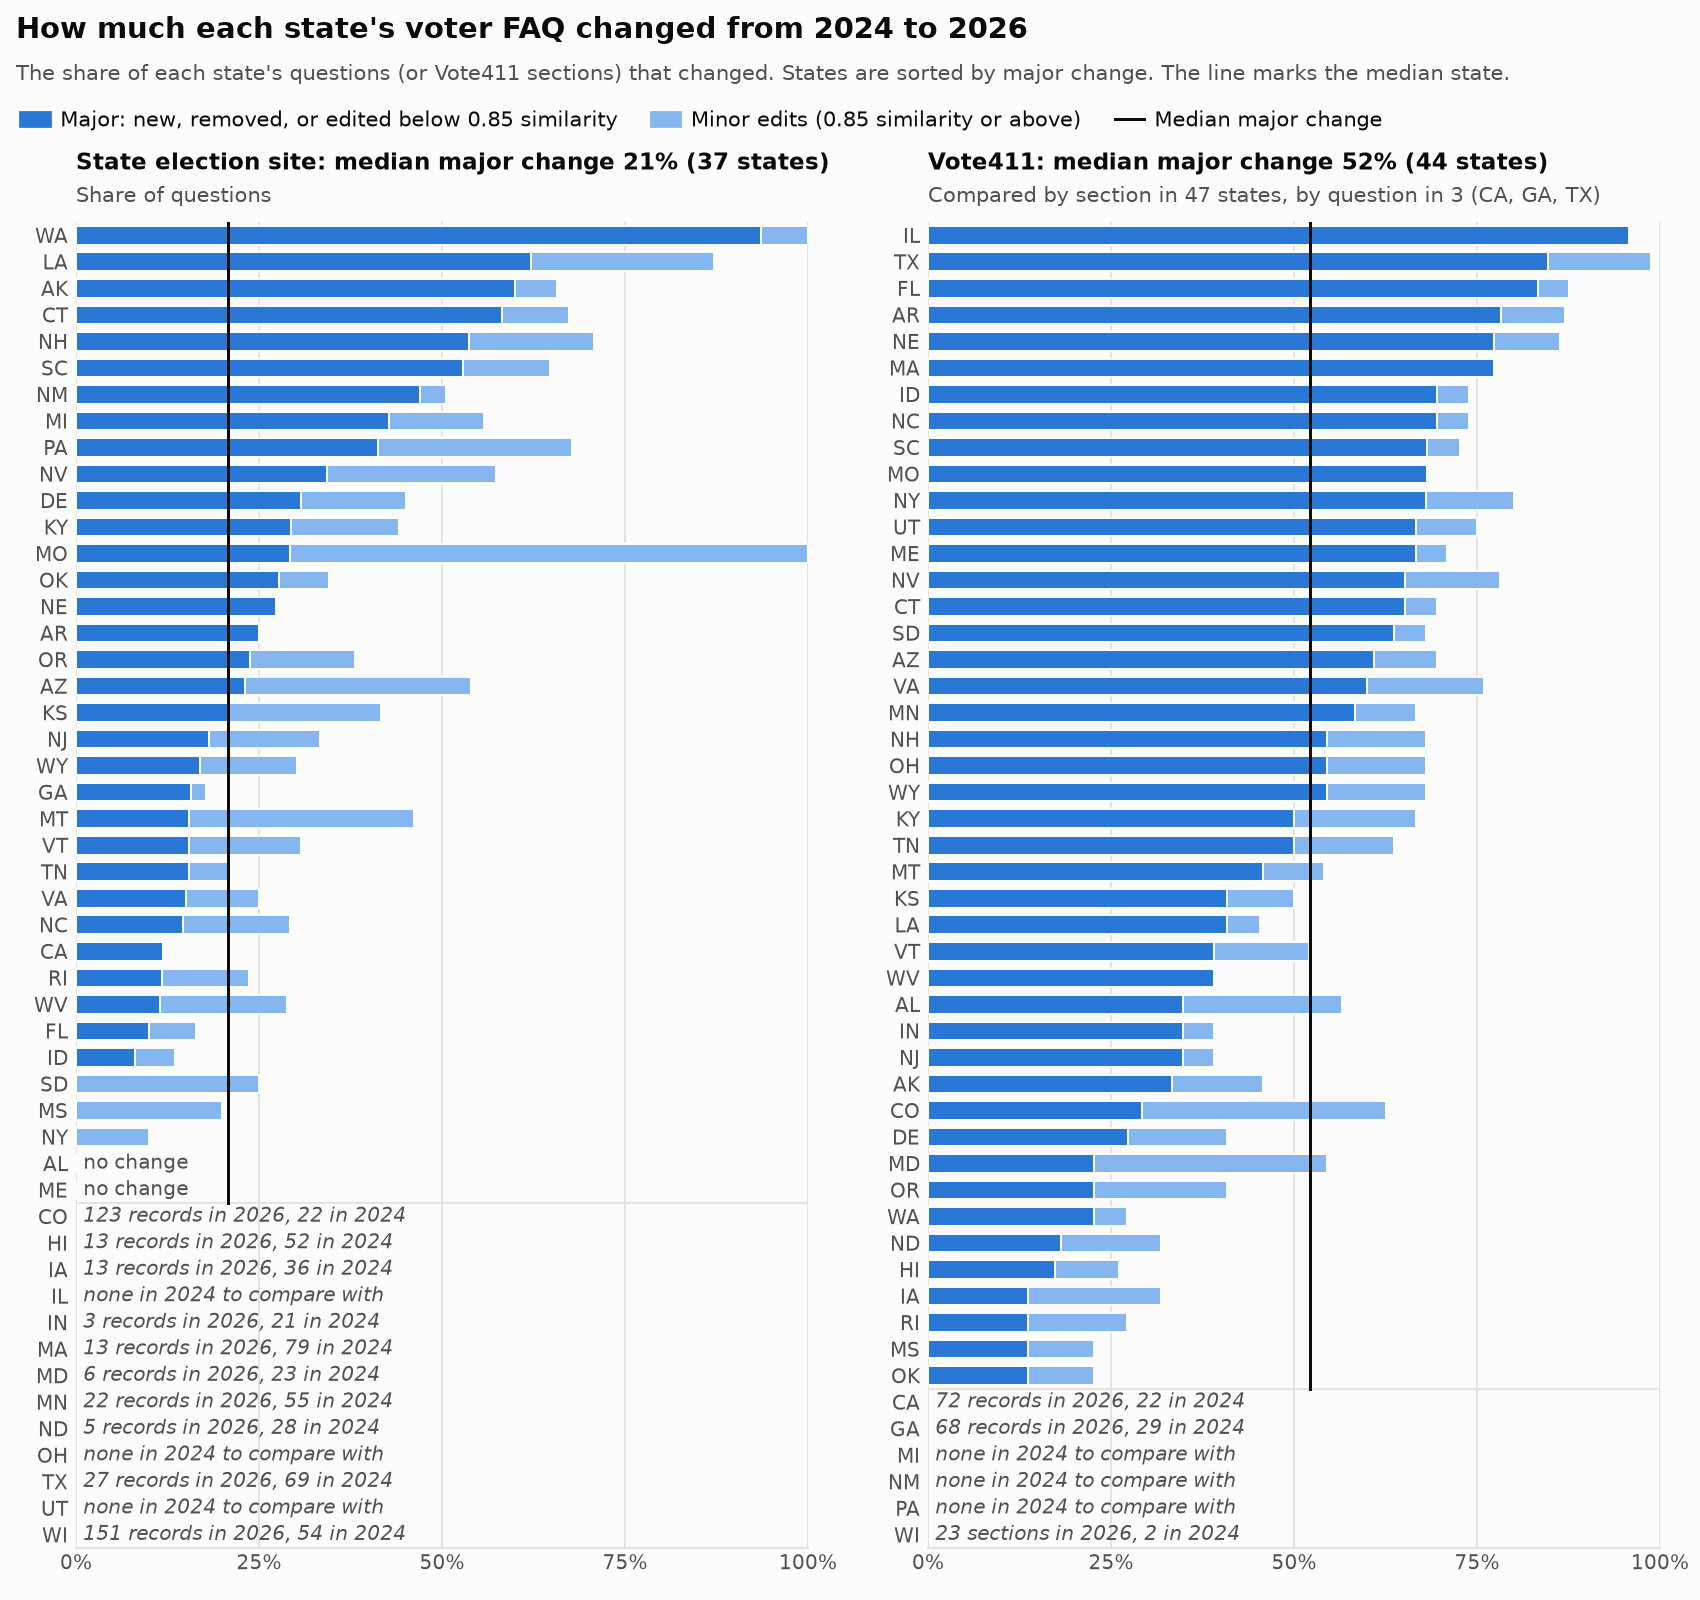 How much each state's voter FAQ changed from 2024 to 2026
The share of each state's questions (or Vote411 sections) that changed. States are sorted by major change. The line marks the median state.
Major: new, removed, or edited below 0.85 similarity
Minor edits (0.85 similarity or above)
Median major change
State election site: median major change 21% (37 states)
Share of questions
WA
LA
AK
CT
NH
SC
NM
MI
PA
NV
DE
KY
MO
OK
NE
AR
OR
AZ
KS
NJ
WY
GA
MT
VT
TN
VA
NC
CA
RI
WV
FL
ID
SD
MS
NY
AL no change
ME no change
CO 123 records in 2026, 22 in 2024
HI 13 records in 2026, 52 in 2024
IA 13 records in 2026, 36 in 2024
IL none in 2024 to compare with
IN 3 records in 2026, 21 in 2024
MA 13 records in 2026, 79 in 2024
MD 6 records in 2026, 23 in 2024
MN 22 records in 2026, 55 in 2024
ND 5 records in 2026, 28 in 2024
OH none in 2024 to compare with
TX 27 records in 2026, 69 in 2024
UT none in 2024 to compare with
WI 151 records in 2026, 54 in 2024
0% 25% 50% 75% 100%
Vote411: median major change 52% (44 states)
Compared by section in 47 states, by question in 3 (CA, GA, TX)
IL
TX
FL
AR
NE
MA
ID
NC
SC
MO
NY
UT
ME
NV
CT
SD
AZ
VA
MN
NH
OH
WY
KY
TN
MT
KS
LA
VT
WV
AL
IN
NJ
AK
CO
DE
MD
OR
WA
ND
HI
IA
RI
MS
OK
CA 72 records in 2026, 22 in 2024
GA 68 records in 2026, 29 in 2024
MI none in 2024 to compare with
NM none in 2024 to compare with
PA none in 2024 to compare with
WI 23 sections in 2026, 2 in 2024
0% 25% 50% 75% 100%